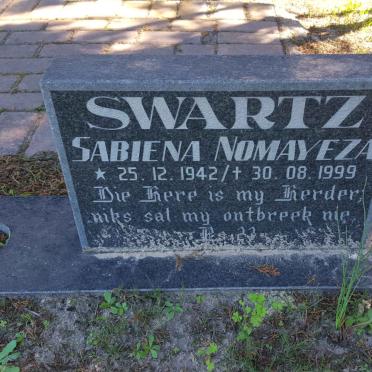 SWARTZ
SABIENA NOMAYEZA
★ 25. 12. 1942/✝ 30. 08. 1999
Die Here is my Herder,
niks sal my ontbreek nie.